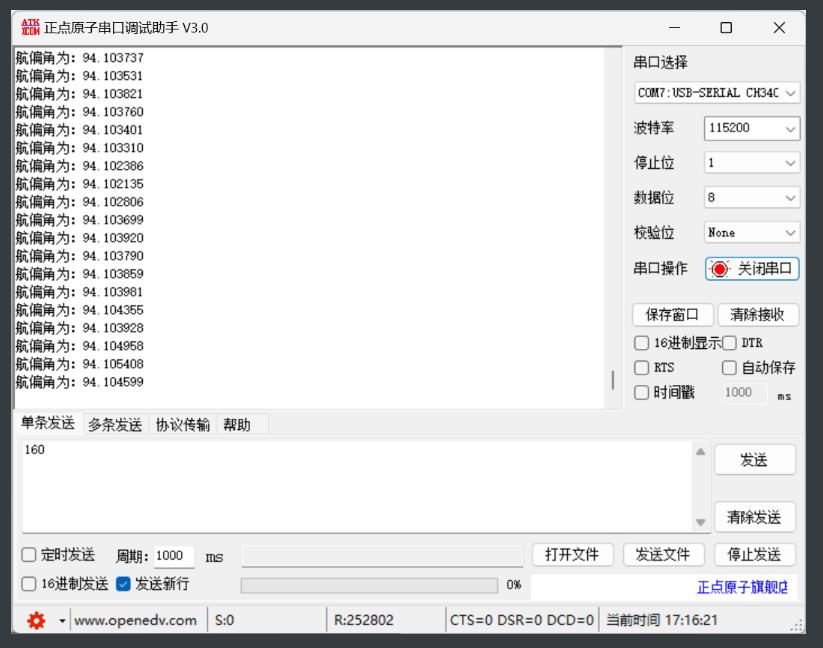 ATK
XCOM
正点原子串口调试助手 V3.0
航偏角为: 94.103737
航偏角为: 94.103531
航偏角为: 94.103821
航偏角为: 94.103760
航偏角为: 94.103401
航偏角为: 94.103310
航偏角为: 94.102386
航偏角为: 94.102135
航偏角为: 94.102806
航偏角为: 94.103699
航偏角为: 94.103920
航偏角为: 94.103790
航偏角为: 94.103859
航偏角为: 94.103981
航偏角为: 94.104355
航偏角为: 94.103928
航偏角为: 94.104958
航偏角为: 94.105408
航偏角为: 94.104599
串口选择
COM7:USB-SERIAL CH340
波特率 115200
停止位 1
数据位 8
校验位 None
串口操作 关闭串口
保存窗口 清除接收
16进制显示 DTR
RTS 自动保存
时间戳 1000 ms
单条发送 多条发送 协议传输 帮助
160
发送
清除发送
定时发送 周期: 1000 ms 打开文件 发送文件 停止发送
16进制发送 发送新行 0% 正点原子旗舰店
www.openedv.com S:0 R:252802 CTS=0 DSR=0 DCD=0 当前时间 17:16:21